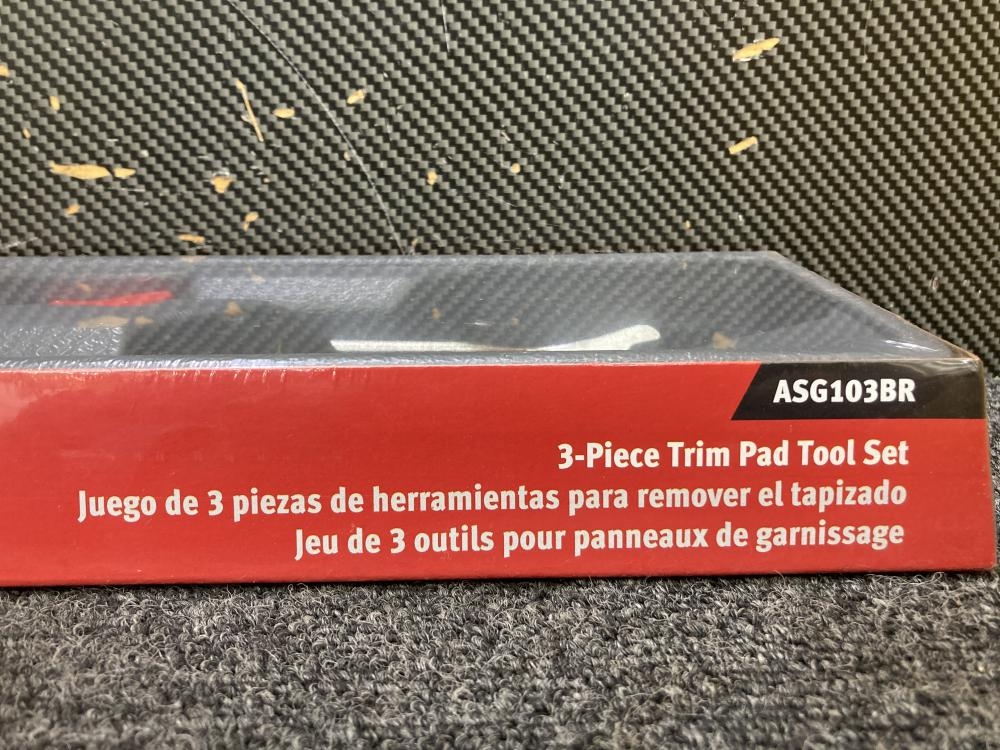 ASG103BR
3-Piece Trim Pad Tool Set
Juego de 3 piezas de herramientas para remover el tapizado
Jeu de 3 outils pour panneaux de garnissage